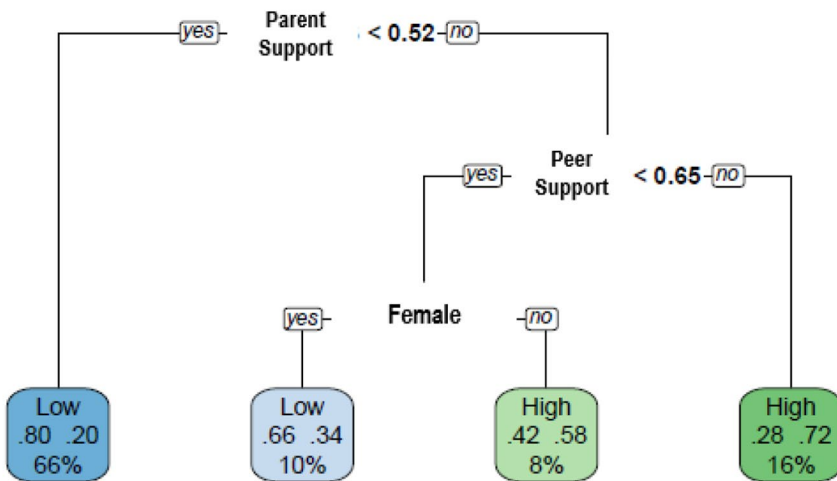 Parent
Support
yes
< 0.52
no
Peer
Support
yes
< 0.65
no
Female
yes
no
Low
.80 .20
66%
Low
.66 .34
10%
High
.42 .58
8%
High
.28 .72
16%